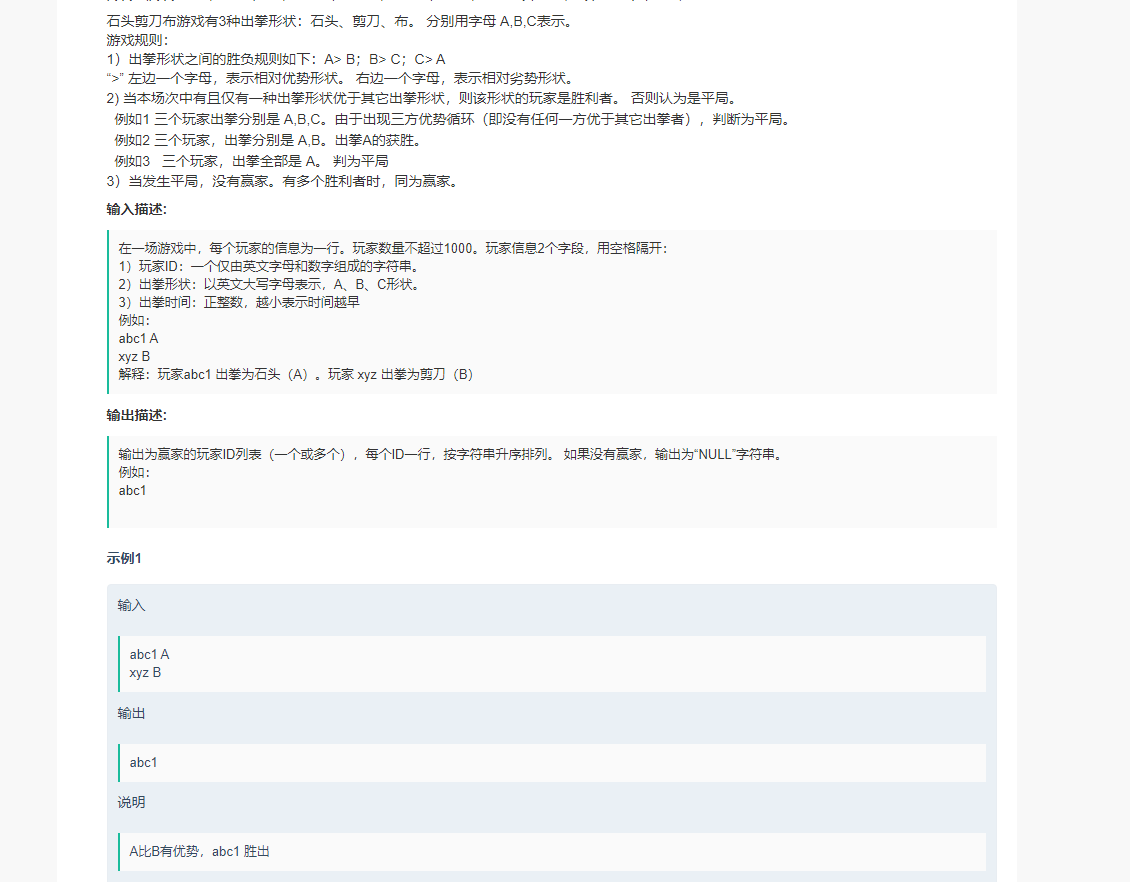 石头剪刀布游戏有3种出拳形状：石头、剪刀、布。 分别用字母 A,B,C表示。
游戏规则：
1）出拳形状之间的胜负规则如下：A> B；B> C；C> A
“>” 左边一个字母，表示相对优势形状。 右边一个字母，表示相对劣势形状。
2) 当本场次中有且仅有一种出拳形状优于其它出拳形状，则该形状的玩家是胜利者。 否则认为是平局。
例如1 三个玩家出拳分别是 A,B,C。由于出现三方优势循环（即没有任何一方优于其它出拳者），判断为平局。
例如2 三个玩家，出拳分别是 A,B。出拳A的获胜。
例如3 三个玩家，出拳全部是 A。 判为平局
3）当发生平局，没有赢家。有多个胜利者时，同为赢家。
输入描述:
在一场游戏中，每个玩家的信息为一行。玩家数量不超过1000。玩家信息2个字段，用空格隔开：
1）玩家ID：一个仅由英文字母和数字组成的字符串。
2）出拳形状：以英文大写字母表示，A、B、C形状。
3）出拳时间：正整数，越小表示时间越早
例如：
abc1 A
xyz B
解释：玩家abc1 出拳为石头（A）。玩家 xyz 出拳为剪刀（B）
输出描述:
输出为赢家的玩家ID列表（一个或多个），每个ID一行，按字符串升序排列。 如果没有赢家，输出为“NULL”字符串。
例如：
abc1
示例1
输入
abc1 A
xyz B
输出
abc1
说明
A比B有优势，abc1 胜出